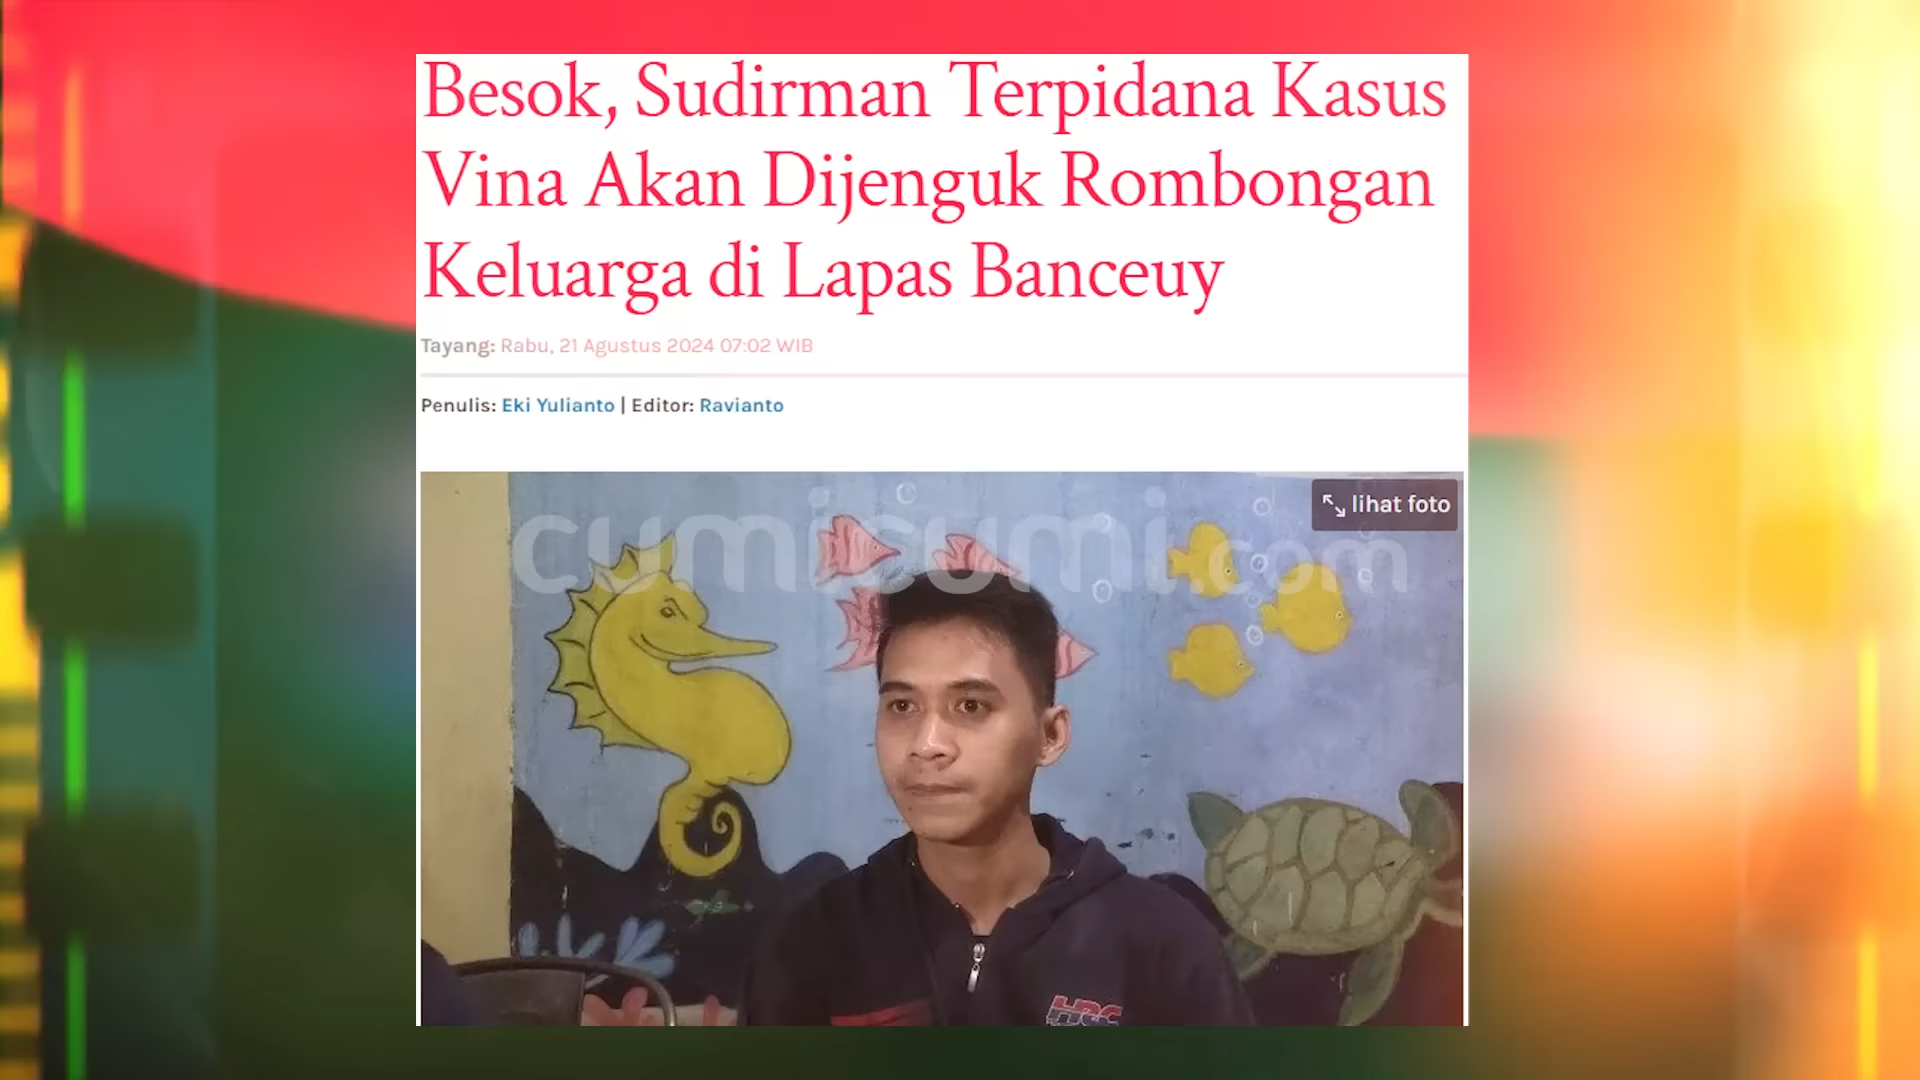 Besok, Sudirman Terpidana Kasus
Vina Akan Dijenguk Rombongan
Keluarga di Lapas Banceuy
Tayang: Rabu, 21 Agustus 2024 07:02 WIB
Penulis: Eki Yulianto | Editor: Ravianto
lihat foto
cumicumi.com
HRC